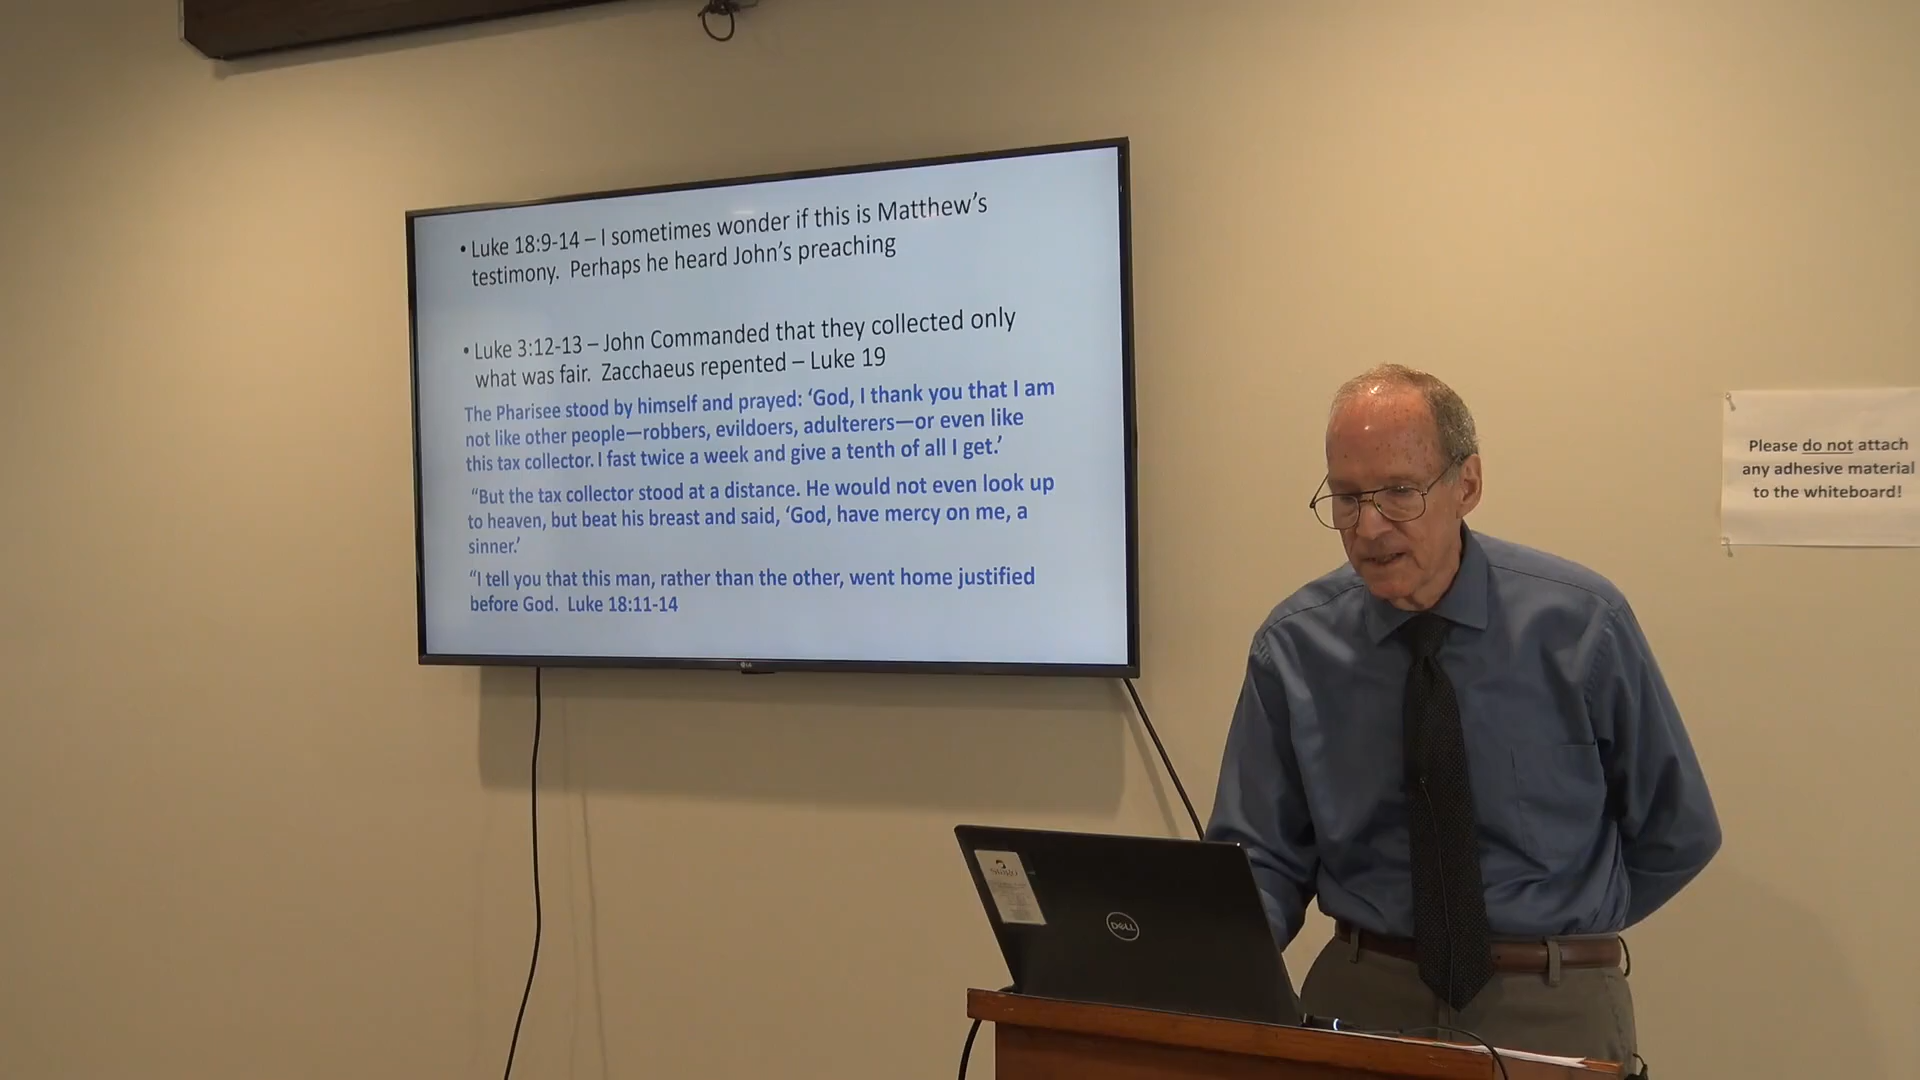 • Luke 18:9-14 – I sometimes wonder if this is Matthew's
testimony. Perhaps he heard John's preaching
• Luke 3:12-13 – John Commanded that they collected only
what was fair. Zacchaeus repented – Luke 19
The Pharisee stood by himself and prayed: ‘God, I thank you that I am
not like other people—robbers, evildoers, adulterers—or even like
this tax collector. I fast twice a week and give a tenth of all I get.’
“But the tax collector stood at a distance. He would not even look up
to heaven, but beat his breast and said, ‘God, have mercy on me, a
sinner.’
“I tell you that this man, rather than the other, went home justified
before God. Luke 18:11-14
LG
Please do not attach
any adhesive material
to the whiteboard!
DELL